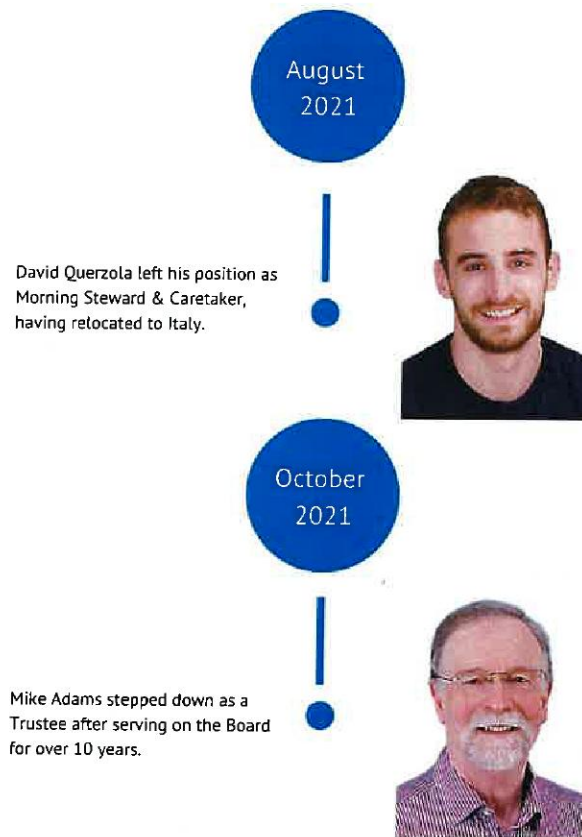 August
2021
David Querzola left his position as
Morning Steward & Caretaker,
having relocated to Italy.
October
2021
Mike Adams stepped down as a
Trustee after serving on the Board
for over 10 years.